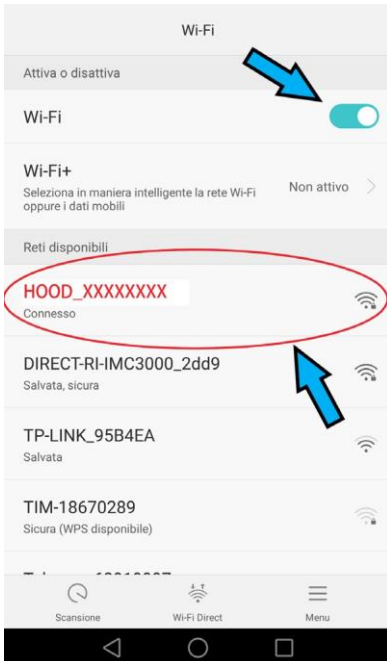 Wi-Fi
Attiva o disattiva
Wi-Fi
Wi-Fi+
Seleziona in maniera intelligente la rete Wi-Fi
oppure i dati mobili
Non attivo
Reti disponibili
HOOD_XXXXXXXX
Connesso
DIRECT-RI-IMC3000_2dd9
Salvata, sicura
TP-LINK_95B4EA
Salvata
TIM-18670289
Sicura (WPS disponibile)
Scansione
Wi-Fi Direct
Menu